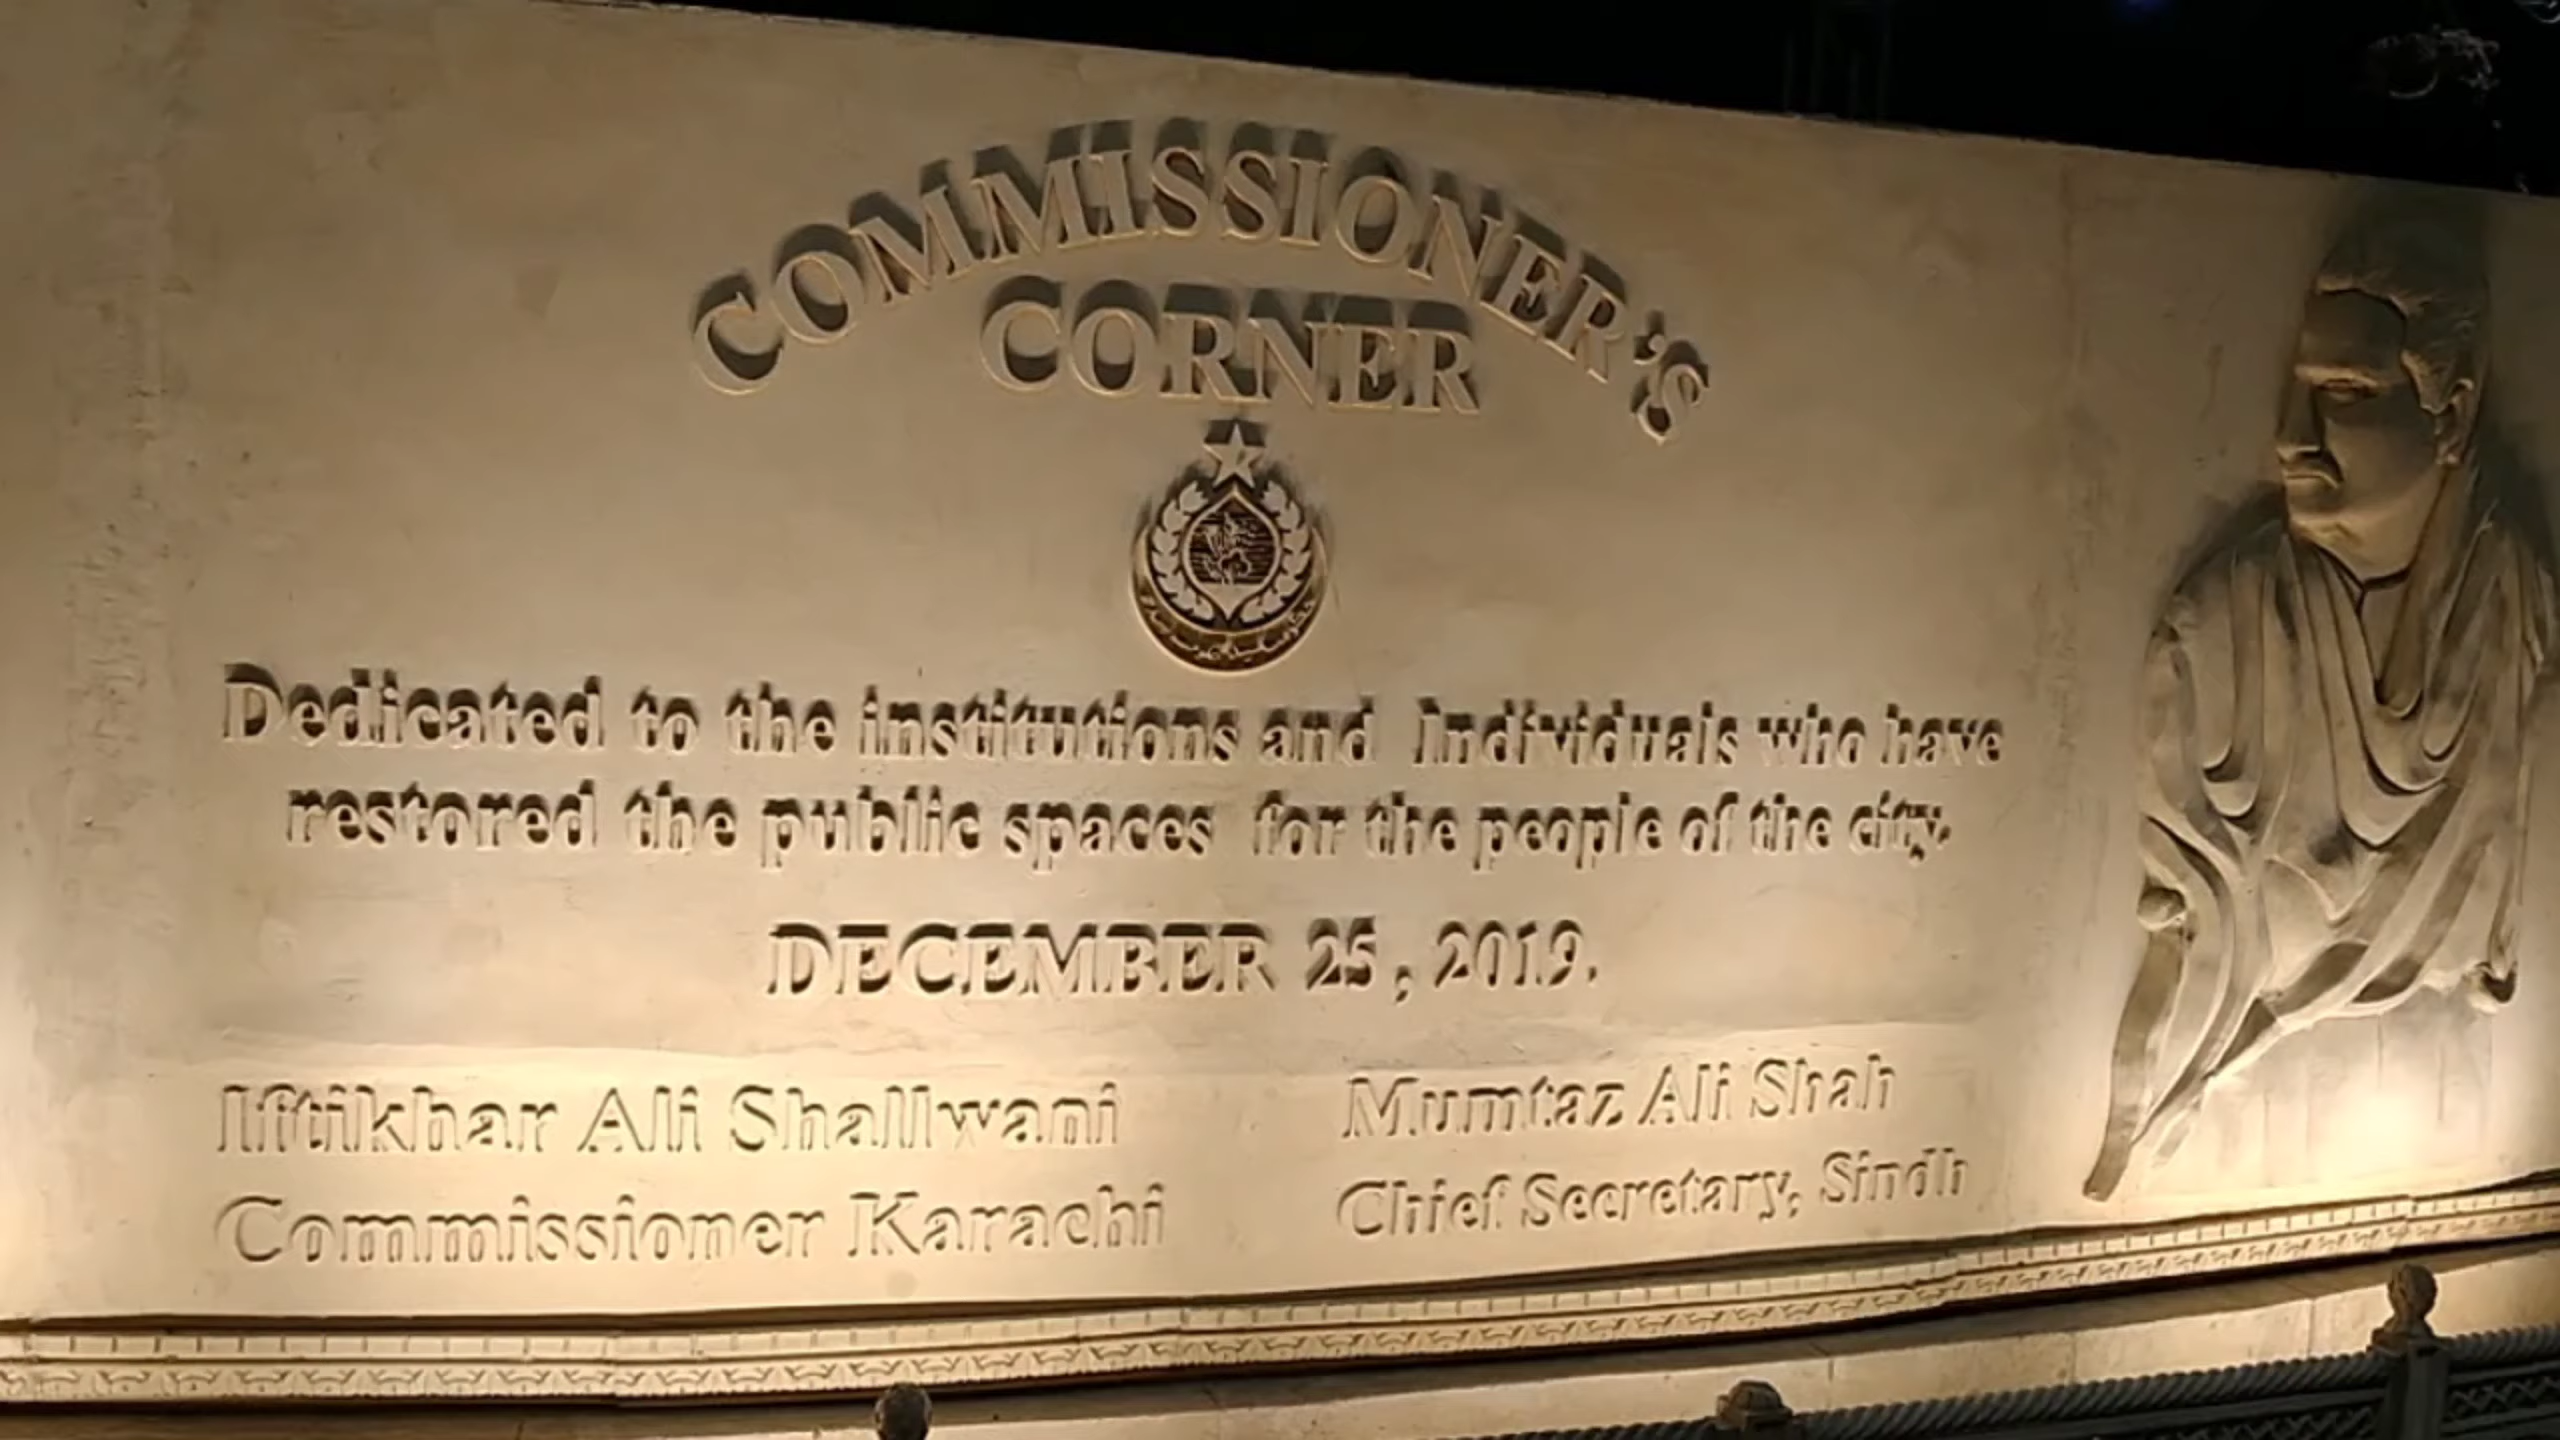 COMMISSIONER'S
CORNER
Dedicated to the institutions and Individuals who have
restored the public spaces for the people of the city.
DECEMBER 25, 2019.
Iftikhar Ali Shallwani
Commissioner Karachi
Mumtaz Ali Shah
Chief Secretary, Sindh